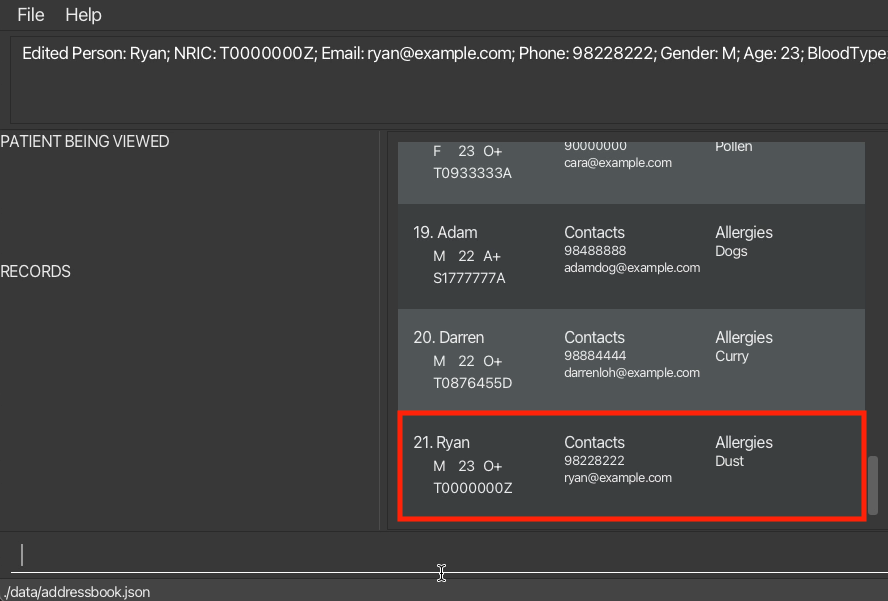 File Help
Edited Person: Ryan; NRIC: T0000000Z; Email: ryan@example.com; Phone: 98228222; Gender: M; Age: 23; BloodType:
PATIENT BEING VIEWED
RECORDS
F 23 O+
T0933333A
90000000
cara@example.com
Pollen
19. Adam
M 22 A+
S1777777A
Contacts
98488888
adamdog@example.com
Allergies
Dogs
20. Darren
M 22 O+
T0876455D
Contacts
98884444
darrenloh@example.com
Allergies
Curry
21. Ryan
M 23 O+
T0000000Z
Contacts
98228222
ryan@example.com
Allergies
Dust
./data/addressbook.json